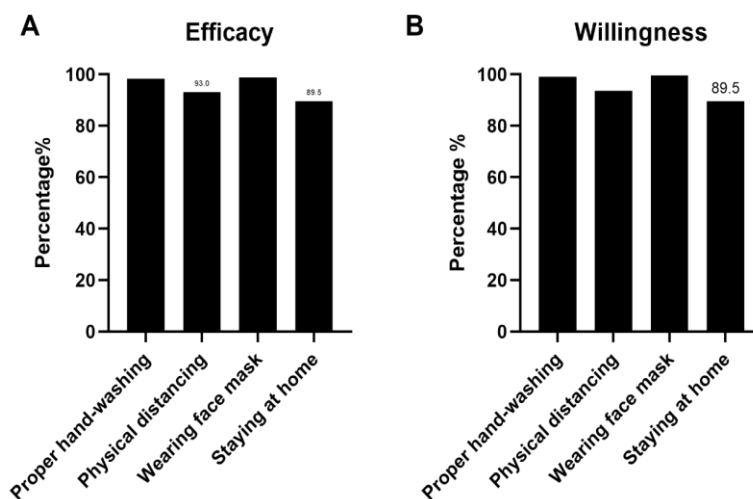 A
Efficacy
Percentage%
100
80
60
40
20
0
93.0
89.5
Proper hand-washing
Physical distancing
Wearing face mask
Staying at home
B
Willingness
Percentage %
100
80
60
40
20
0
89.5
Proper hand-washing
Physical distancing
Wearing face mask
Staying at home